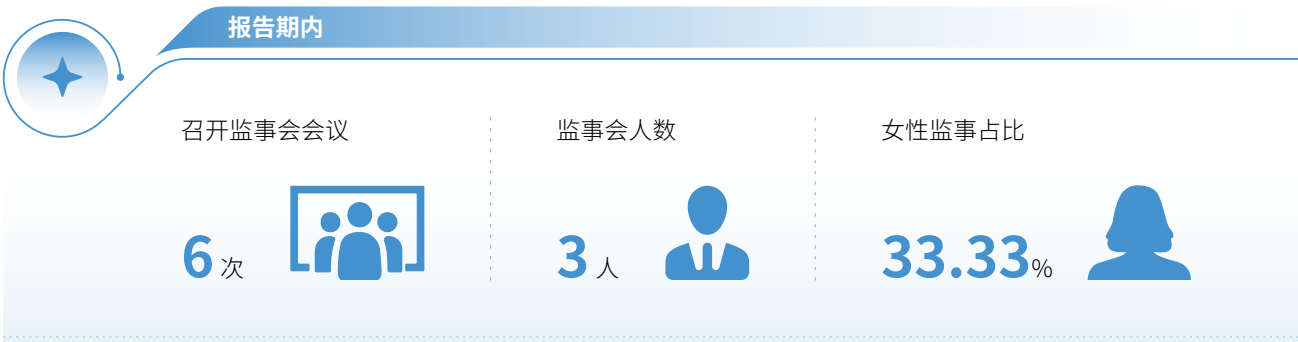 报告期内
召开监事会会议
监事会人数
女性监事占比
6 次
3 人
33.33%